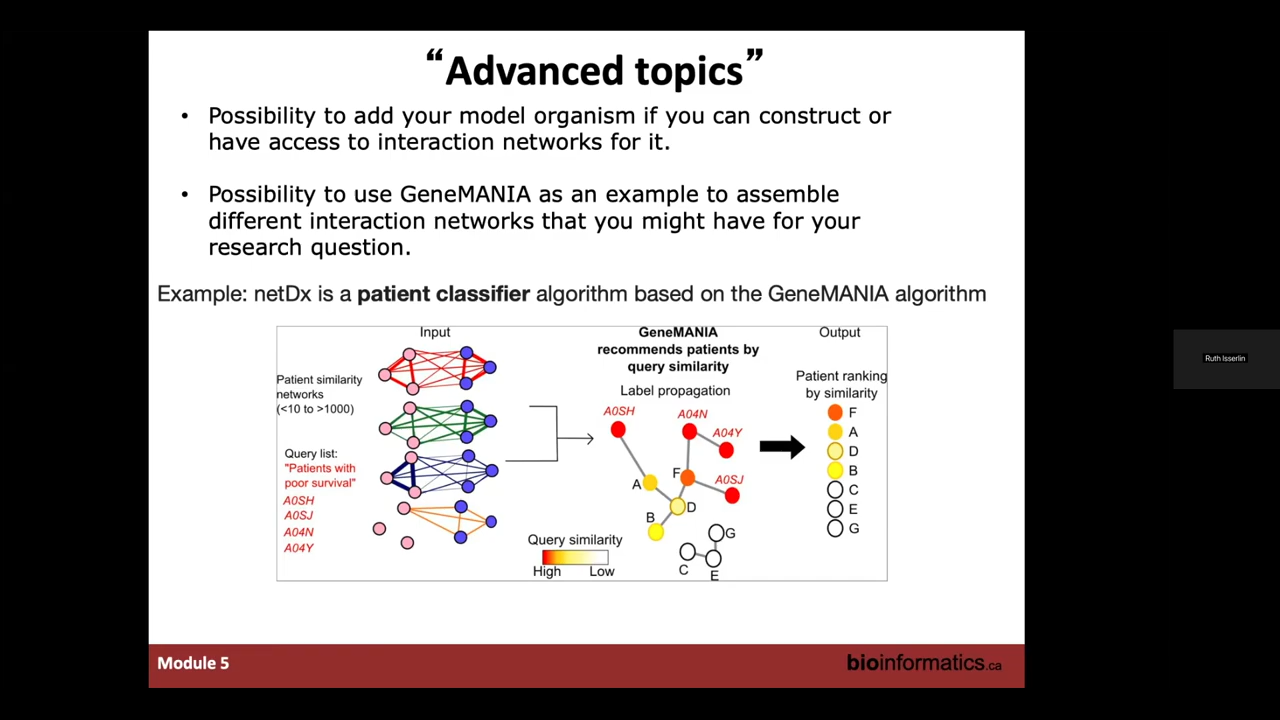 “Advanced topics”
• Possibility to add your model organism if you can construct or
have access to interaction networks for it.
• Possibility to use GeneMANIA as an example to assemble
different interaction networks that you might have for your
research question.
Example: netDx is a patient classifier algorithm based on the GeneMANIA algorithm
Input
Patient similarity
networks
(<10 to >1000)
Query list:
"Patients with
poor survival"
A0SH
A0SJ
A04N
A04Y
GeneMANIA
recommends patients by
query similarity
Label propagation
A0SH
A04N
A04Y
F
A0SJ
A
D
B
G
C
E
Query similarity
High Low
Output
Patient ranking
by similarity
F
A
D
B
C
E
G
Ruth Isserlin
Module 5
bioinformatics.ca